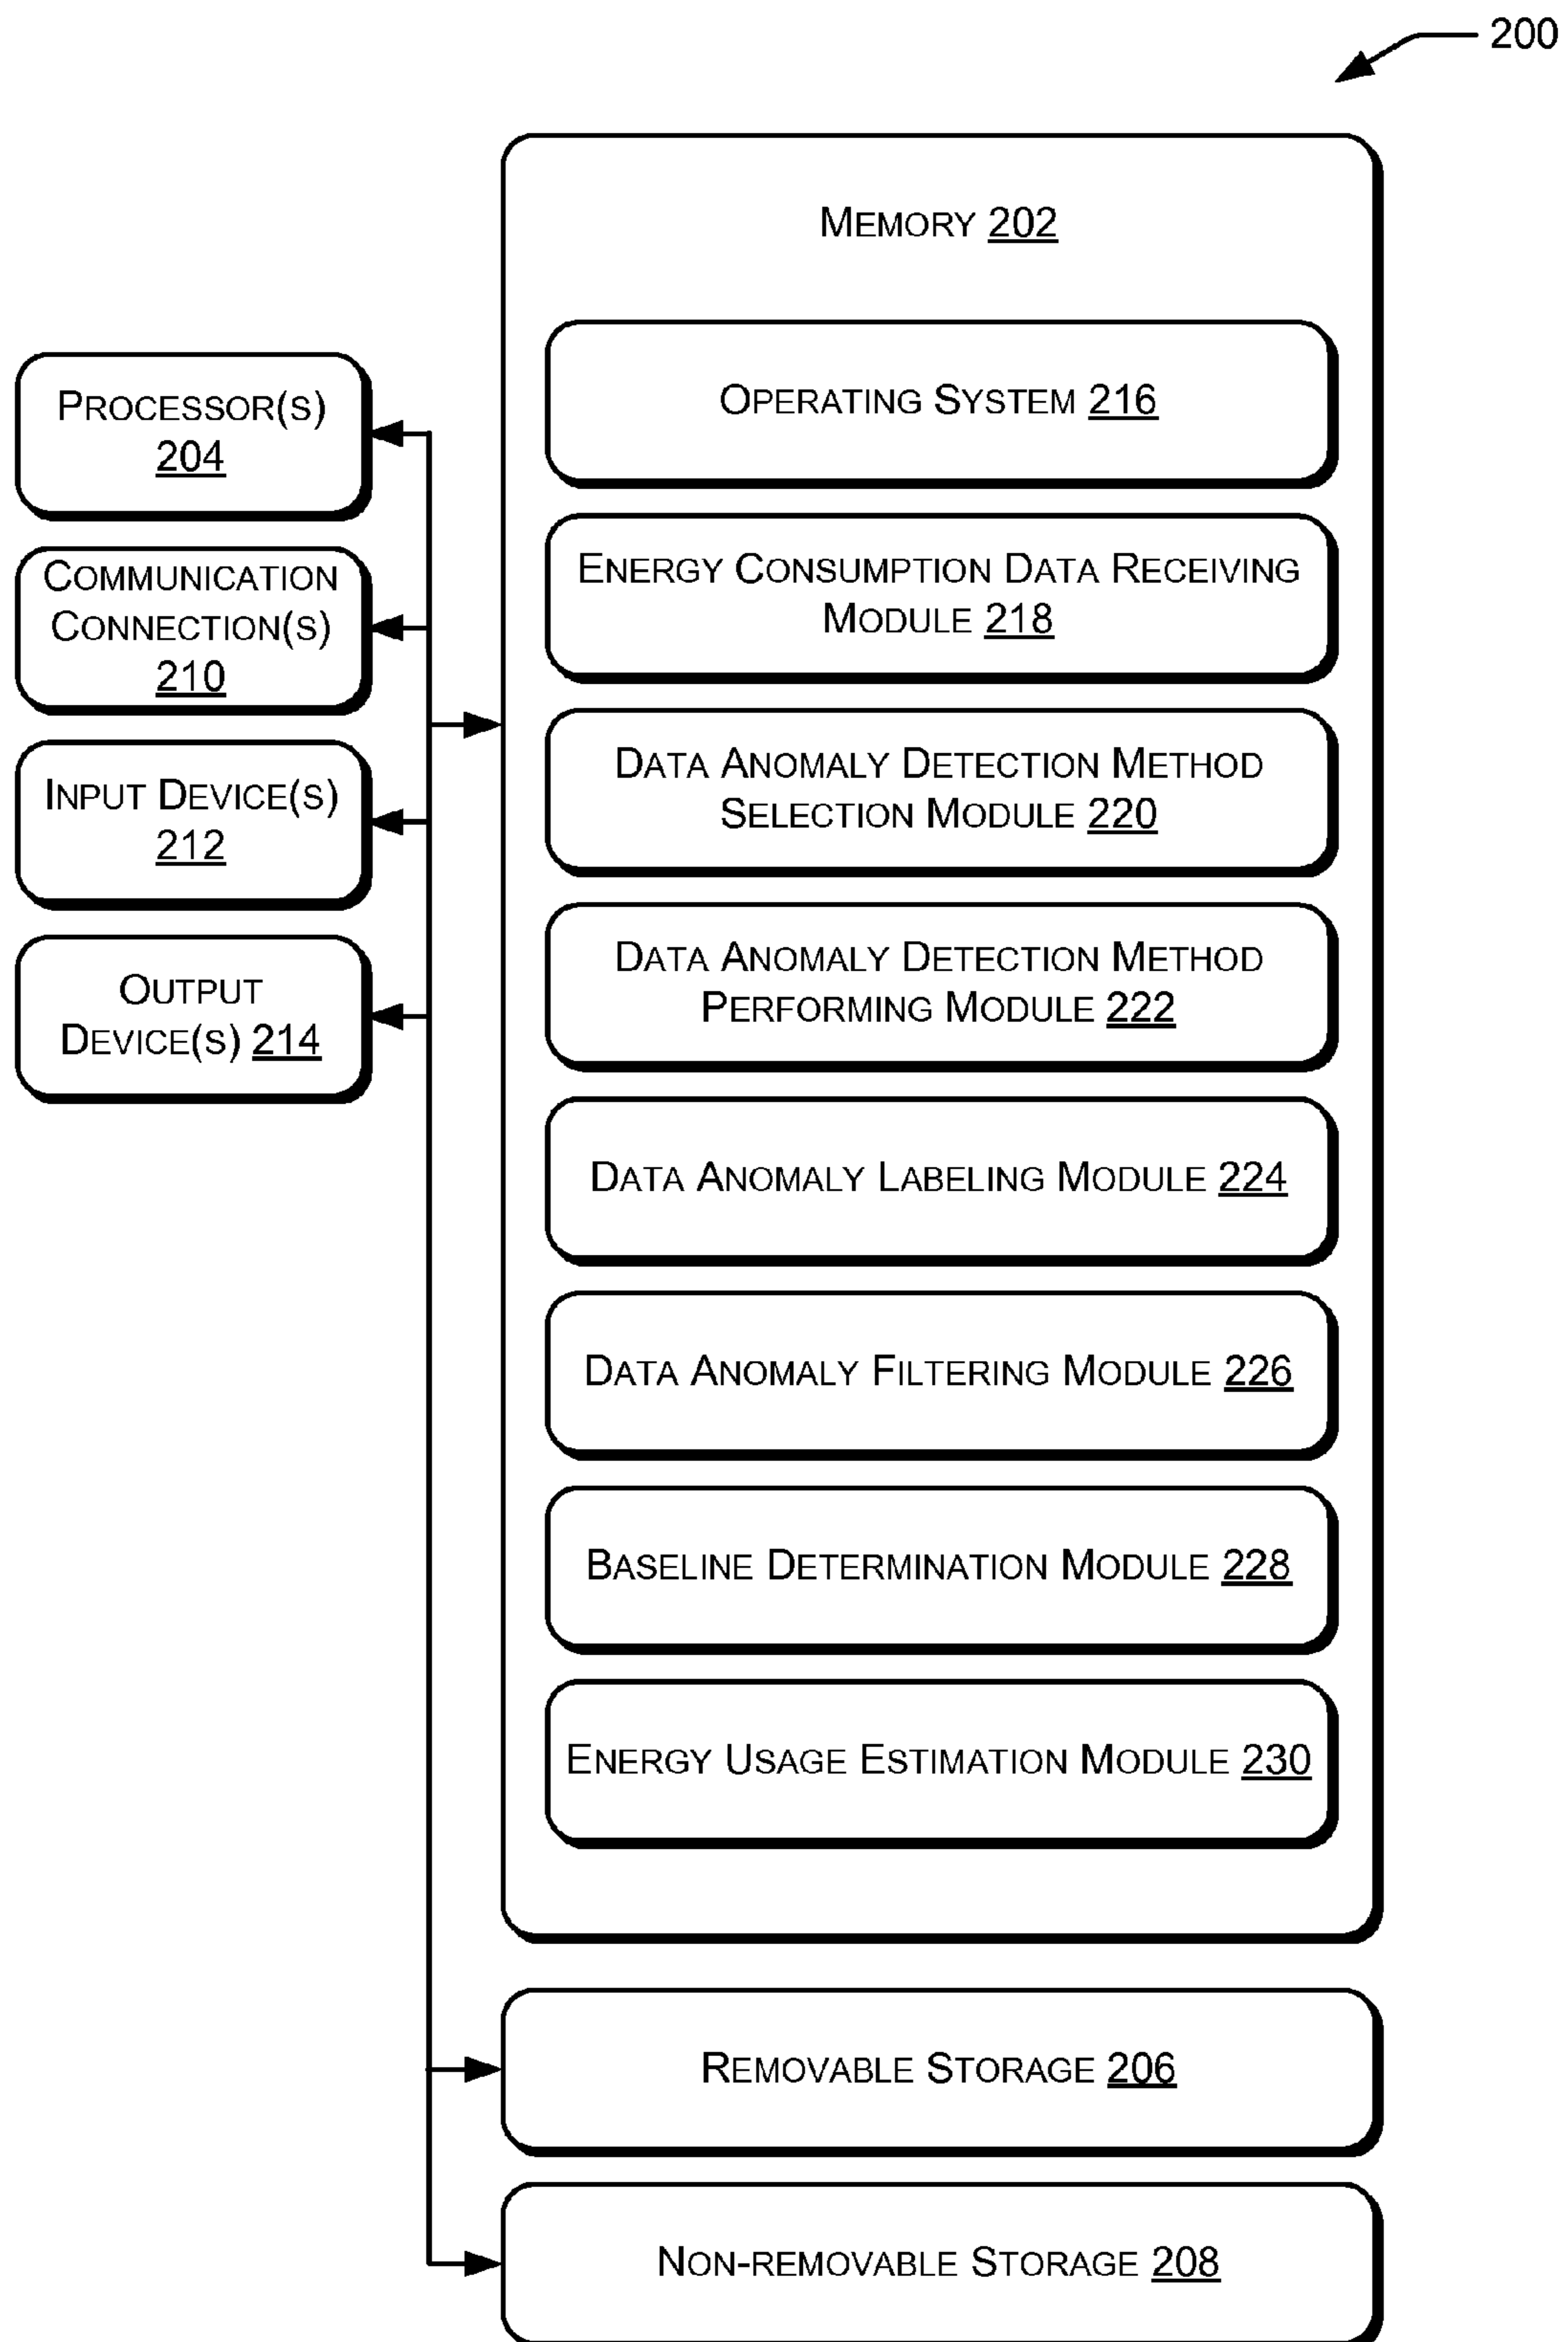 200
Memory 202
Operating System 216
Processor(s)
204
Communication
Connection(s)
210
Input Device(s)
212
Output
Device(s) 214
Energy Consumption Data Receiving
Module 218
Data Anomaly Detection Method
Selection Module 220
Data Anomaly Detection Method
Performing Module 222
Data Anomaly Labeling Module 224
Data Anomaly Filtering Module 226
Baseline Determination Module 228
Energy Usage Estimation Module 230
Removable Storage 206
Non-removable Storage 208